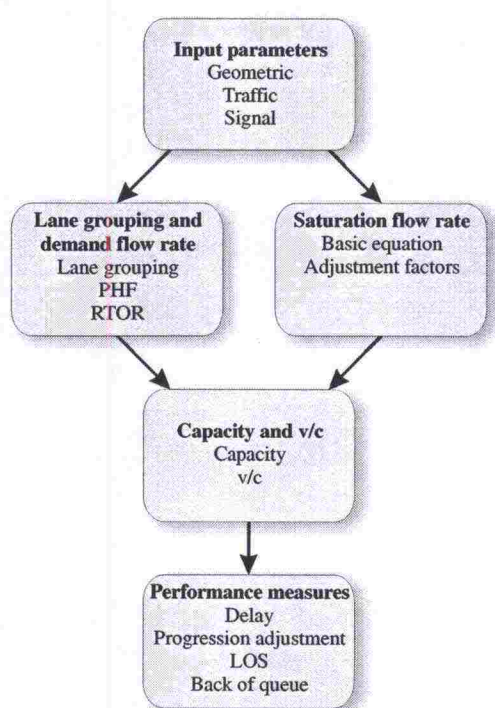 Input parameters
Geometric
Traffic
Signal
Lane grouping and
demand flow rate
Lane grouping
PHF
RTOR
Saturation flow rate
Basic equation
Adjustment factors
Capacity and v/c
Capacity
v/c
Performance measures
Delay
Progression adjustment
LOS
Back of queue